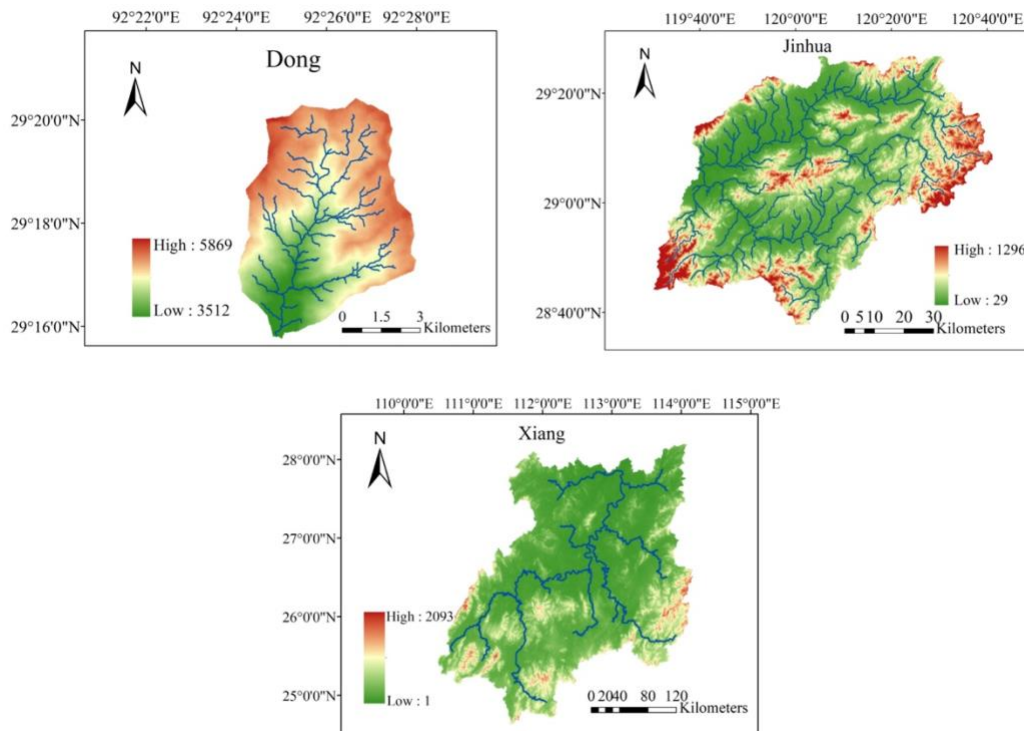 92°22'0"E 92°24'0"E 92°26'0"E 92°28'0"E
Dong
N
29°20'0"N
29°18'0"N
29°16'0"N
High : 5869
Low : 3512
0 1.5 3
Kilometers
119°40'0"E 120°0'0"E 120°20'0"E 120°40'0"E
Jinhua
N
29°20'0"N
29°0'0"N
28°40'0"N
High : 1296
Low : 29
0 5 10 20 30
Kilometers
110°0'0"E 111°0'0"E 112°0'0"E 113°0'0"E 114°0'0"E 115°0'0"E
Xiang
N
28°0'0"N
27°0'0"N
26°0'0"N
25°0'0"N
High : 2093
Low : 1
0 20 40 80 120
Kilometers